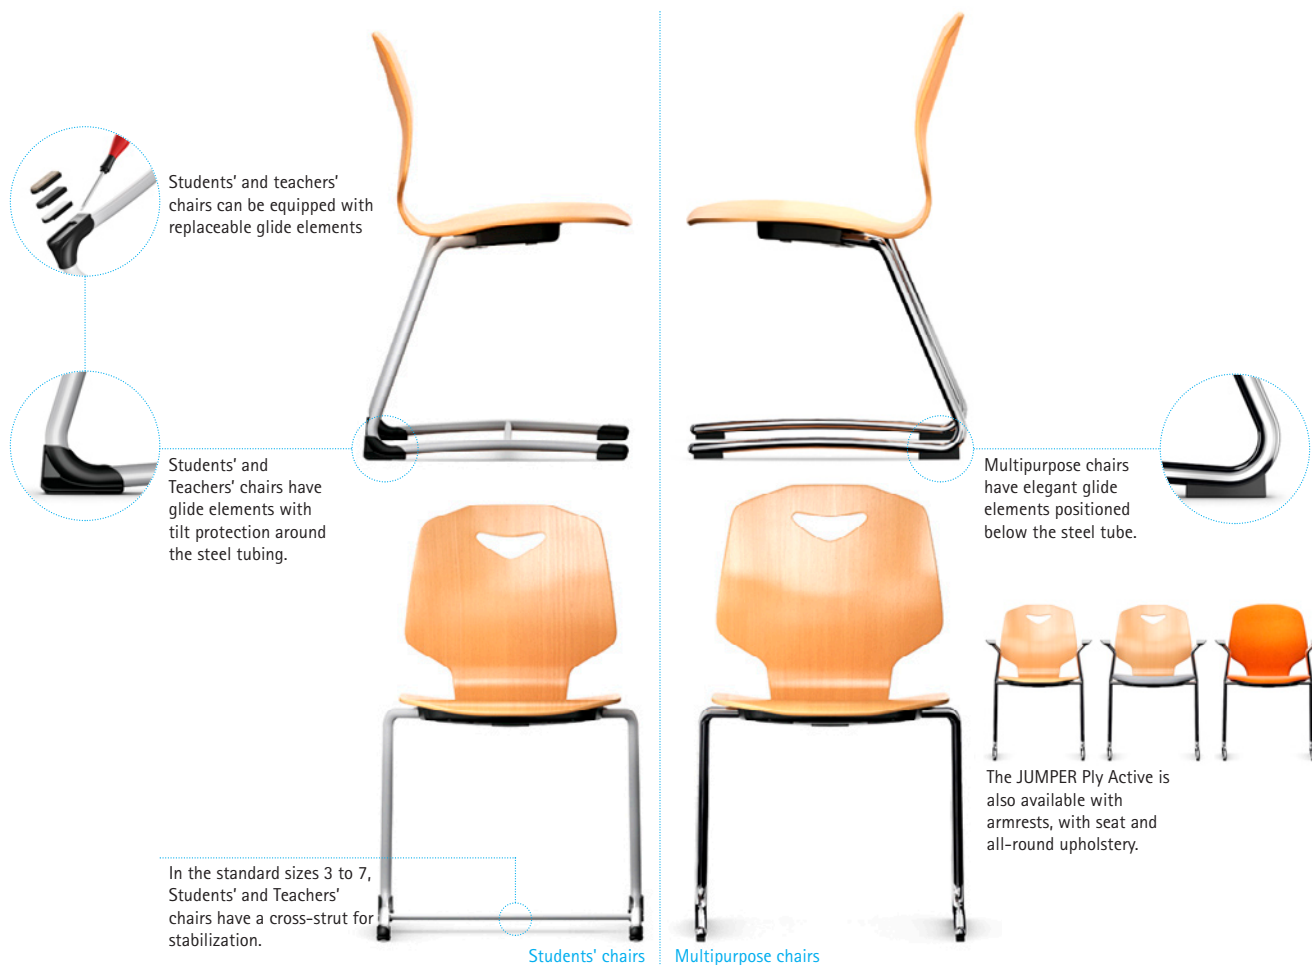 Students' and teachers'
chairs can be equipped with
replaceable glide elements
Students' and
Teachers' chairs have
glide elements with
tilt protection around
the steel tubing.
Multipurpose chairs
have elegant glide
elements positioned
below the steel tube.
The JUMPER Ply Active is
also available with
armrests, with seat and
all-round upholstery.
In the standard sizes 3 to 7,
Students' and Teachers'
chairs have a cross-strut for
stabilization.
Students' chairs
Multipurpose chairs